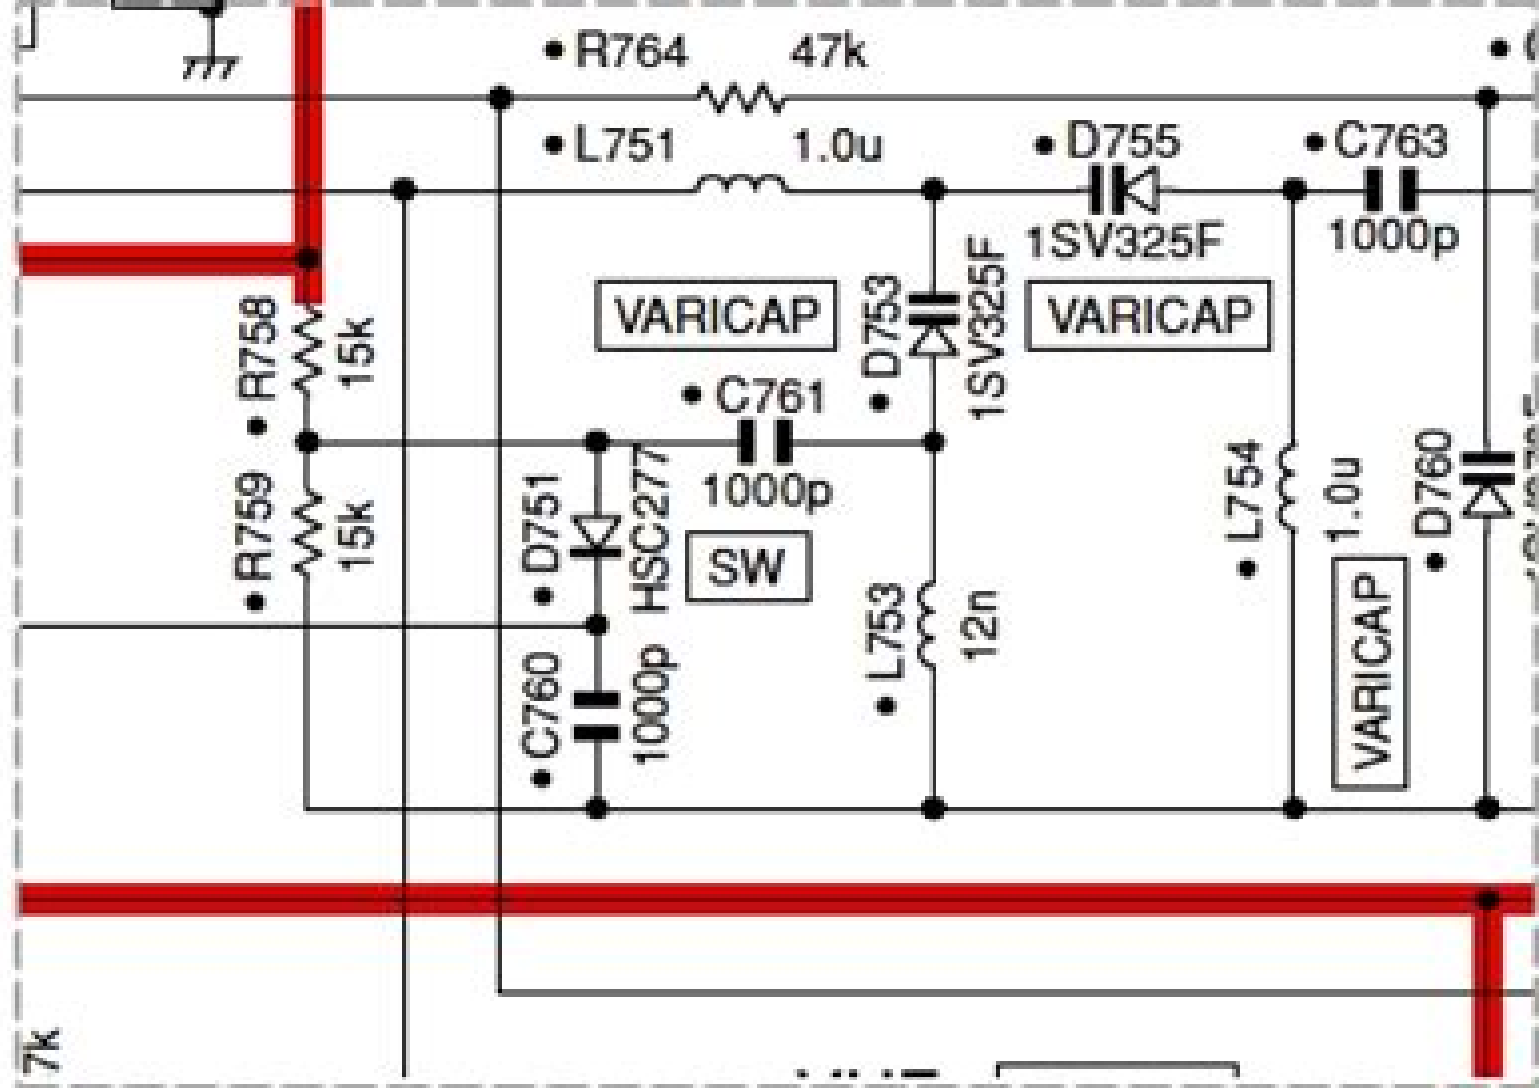 R764 47k
L751 1.0u
D755
C763
1SV325F
1000p
VARICAP
D753
1SV325F
VARICAP
R758
15k
C761
1000p
R759
15k
D751
HSC277
SW
L754
1.0u
D760
L753
12n
VARICAP
C760
1000p
7k